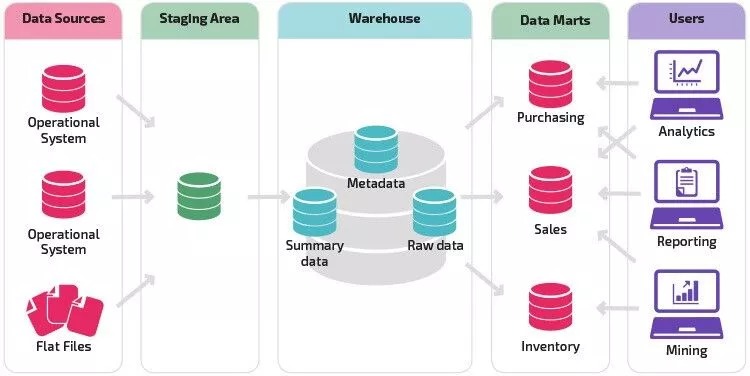 Data Sources
Staging Area
Warehouse
Data Marts
Users
Operational
System
Operational
System
Flat Files
Metadata
Summary
data
Raw data
Purchasing
Sales
Inventory
Analytics
Reporting
Mining